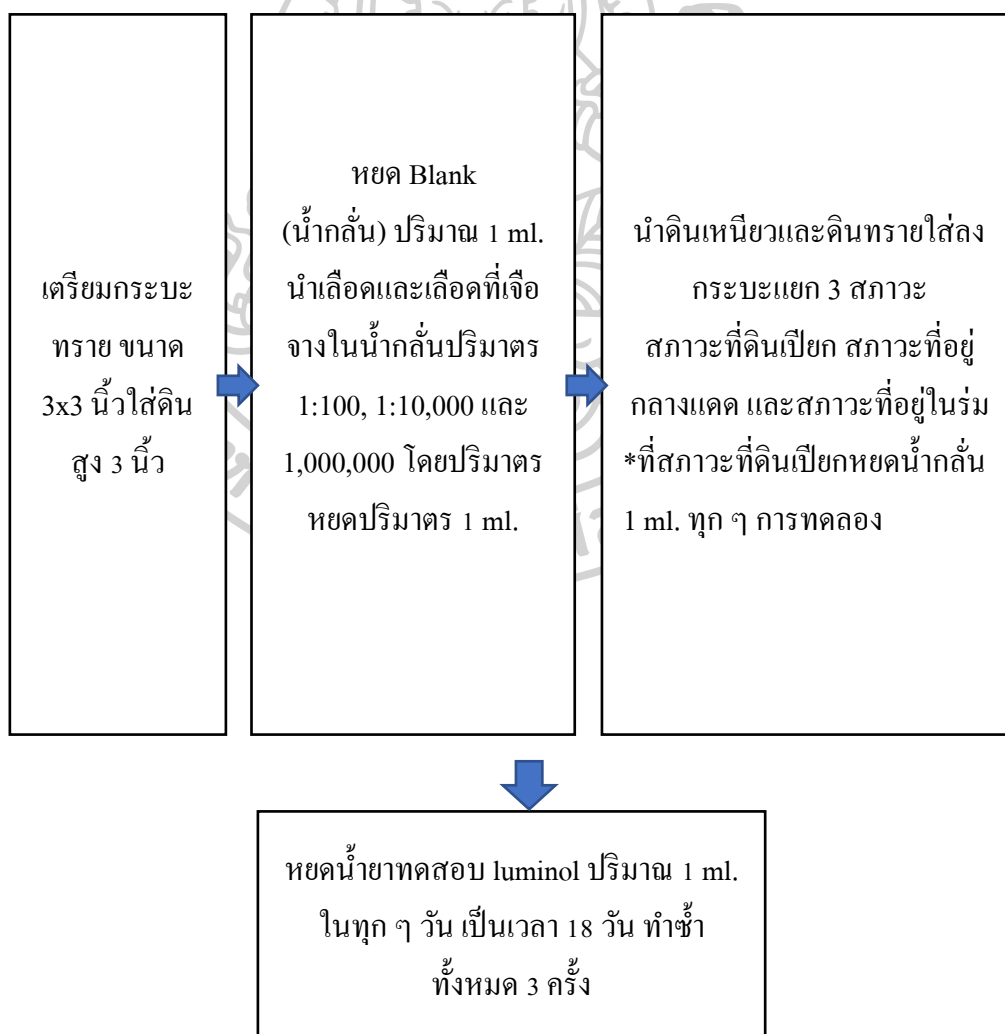 เตรียมกระบะ
ทราย ขนาด
3x3 นิ้วใส่ดิน
สูง 3 นิ้ว
หยด Blank
(น้ำกลั่น) ปริมาณ 1 ml.
นำเลือดและเลือดที่เจือ
จางในน้ำกลั่นปริมาตร
1:100, 1:10,000 และ
1,000,000 โดยปริมาตร
หยดปริมาตร 1 ml.
นำดินเหนียวและดินทรายใส่ลง
กระบะแยก 3 สภาวะ
สภาวะที่ดินเปียก สภาวะที่อยู่
กลางแดด และสภาวะที่อยู่ในร่ม
*ที่สภาวะที่ดินเปียกหยดน้ำกลั่น
1 ml. ทุก ๆ การทดลอง
หยดน้ำยาทดสอบ luminol ปริมาณ 1 ml.
ในทุก ๆ วัน เป็นเวลา 18 วัน ทำซ้ำ
ทั้งหมด 3 ครั้ง